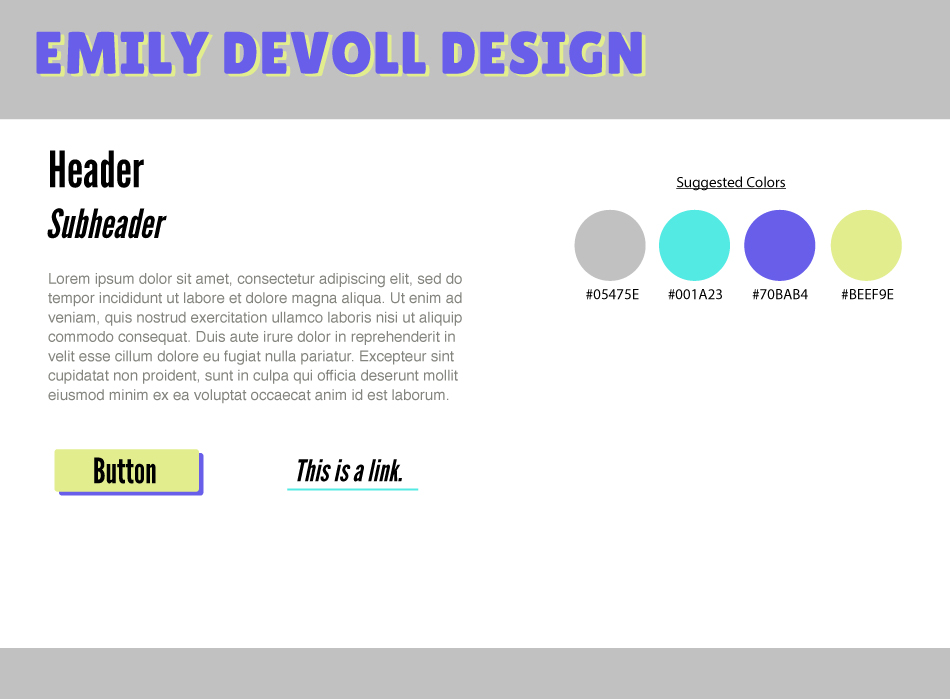 EMILY DEVOLL DESIGN
Header
Subheader
Lorem ipsum dolor sit amet, consectetur adipiscing elit, sed do
tempor incididunt ut labore et dolore magna aliqua. Ut enim ad
veniam, quis nostrud exercitation ullamco laboris nisi ut aliquip
commodo consequat. Duis aute irure dolor in reprehenderit in
velit esse cillum dolore eu fugiat nulla pariatur. Excepteur sint
cupidatat non proident, sunt in culpa qui officia deserunt mollit
eiusmod minim ex ea voluptat occaecat anim id est laborum.
Button
This is a link.
Suggested Colors
#05475E #001A23 #70BAB4 #BEEF9E